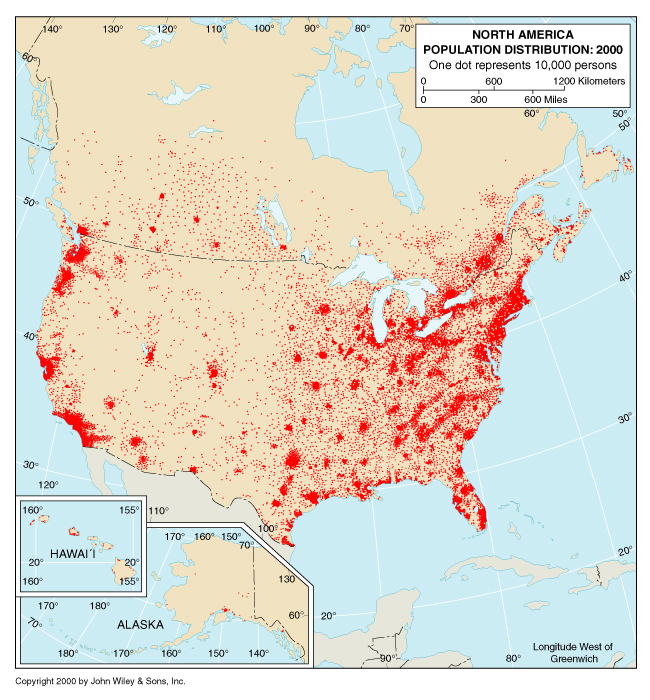 140° 130° 120° 110° 100° 90° 80° 70°
NORTH AMERICA
POPULATION DISTRIBUTION: 2000
One dot represents 10,000 persons
0 600 1200 Kilometers
0 300 600 Miles
60°
60°
50°
50°
40°
40°
30°
30°
20°
120°
110°
100°
160° 155°
HAWAI´I
20° 20°
160° 155°
170° 160° 150°
70°
130
60°
170° 180°
70°
ALASKA
180° 170° 150° 140°
20°
90° 80°
Longitude West of
Greenwich
Copyright 2000 by John Wiley & Sons, Inc.